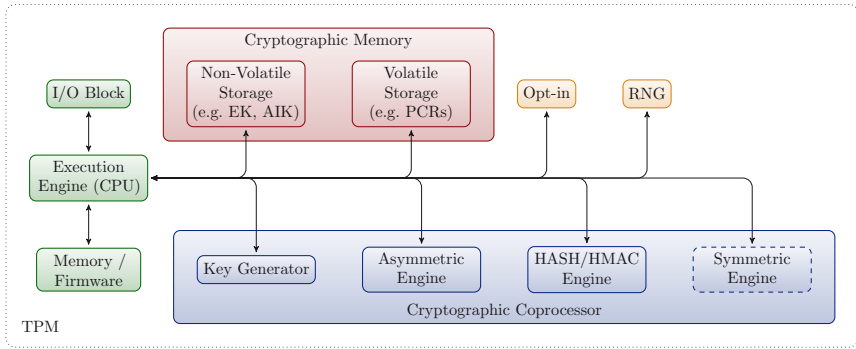 Cryptographic Memory
Non-Volatile
Storage
(e.g. EK, AIK)
Volatile
Storage
(e.g. PCRs)
I/O Block
Opt-in
RNG
Execution
Engine (CPU)
Memory /
Firmware
Key Generator
Asymmetric
Engine
HASH/HMAC
Engine
Symmetric
Engine
Cryptographic Coprocessor
TPM